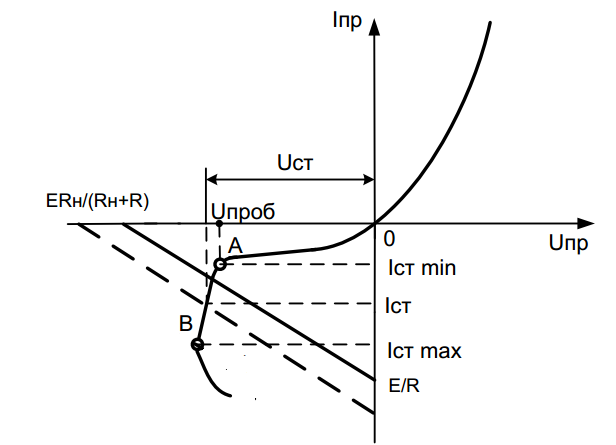 Iпр
Uст
ERн/(Rн+R)
Uпроб
A
0
Uпр
Iст min
Iст
B
Iст max
E/R